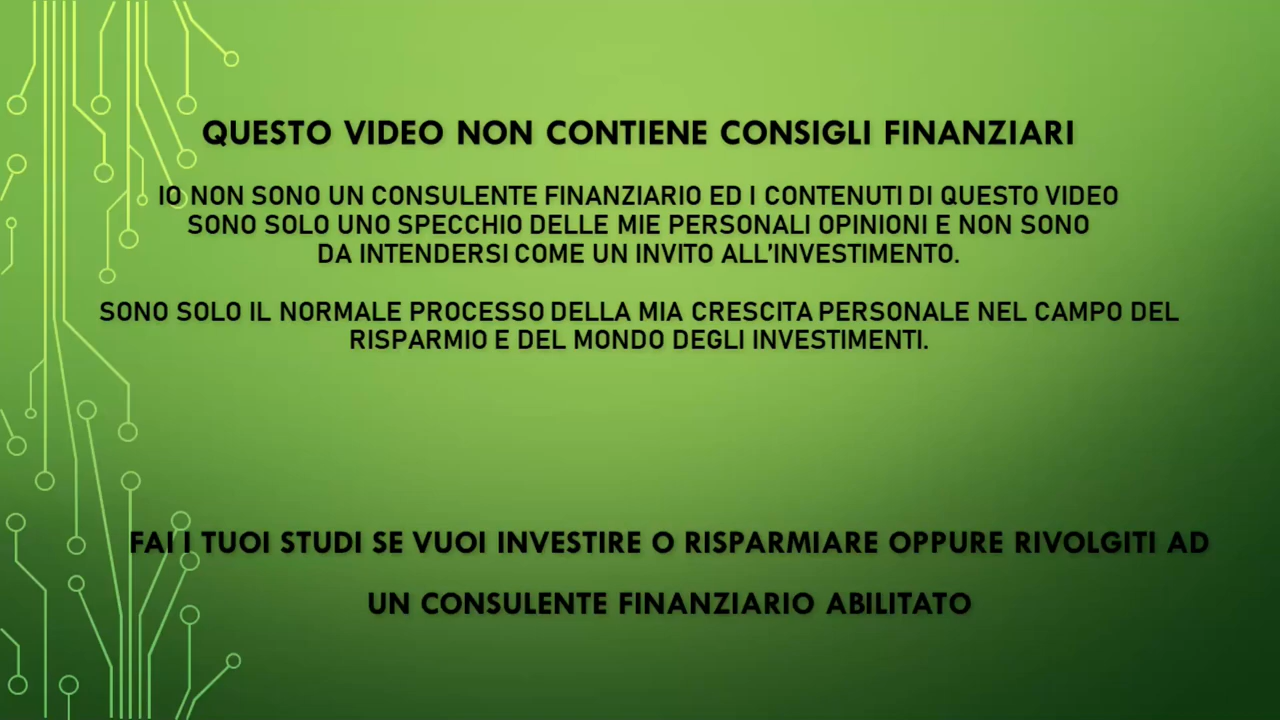 QUESTO VIDEO NON CONTIENE CONSIGLI FINANZIARI
IO NON SONO UN CONSULENTE FINANZIARIO ED I CONTENUTI DI QUESTO VIDEO
SONO SOLO UNO SPECCHIO DELLE MIE PERSONALI OPINIONI E NON SONO
DA INTENDERSI COME UN INVITO ALL'INVESTIMENTO.
SONO SOLO IL NORMALE PROCESSO DELLA MIA CRESCITA PERSONALE NEL CAMPO DEL
RISPARMIO E DEL MONDO DEGLI INVESTIMENTI.
FAI I TUOI STUDI SE VUOI INVESTIRE O RISPARMIARE OPPURE RIVOLGITI AD
UN CONSULENTE FINANZIARIO ABILITATO